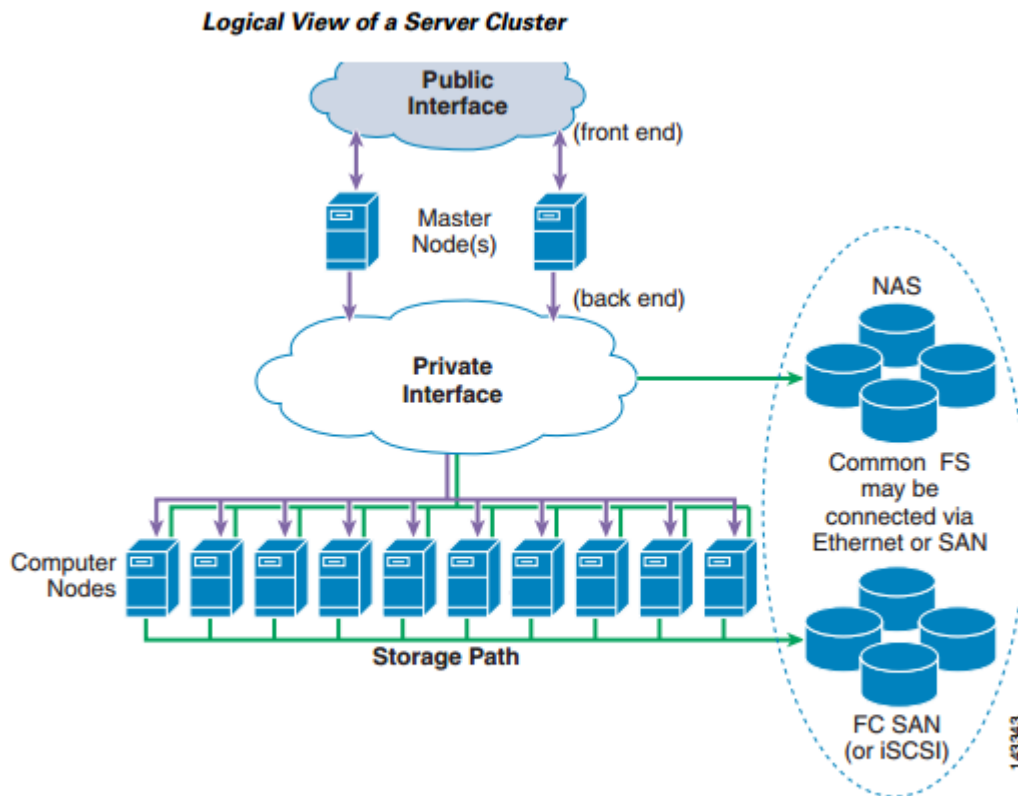 Logical View of a Server Cluster
Public
Interface
(front end)
Master
Node(s)
(back end)
NAS
Private
Interface
Common FS
may be
connected via
Ethernet or SAN
Computer
Nodes
Storage Path
FC SAN
(or iSCSI)
143343